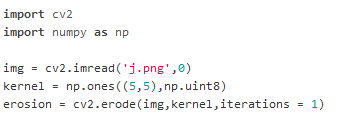 import cv2
import numpy as np
img = cv2.imread('j.png',0)
kernel = np.ones((5,5),np.uint8)
erosion = cv2.erode(img,kernel,iterations = 1)